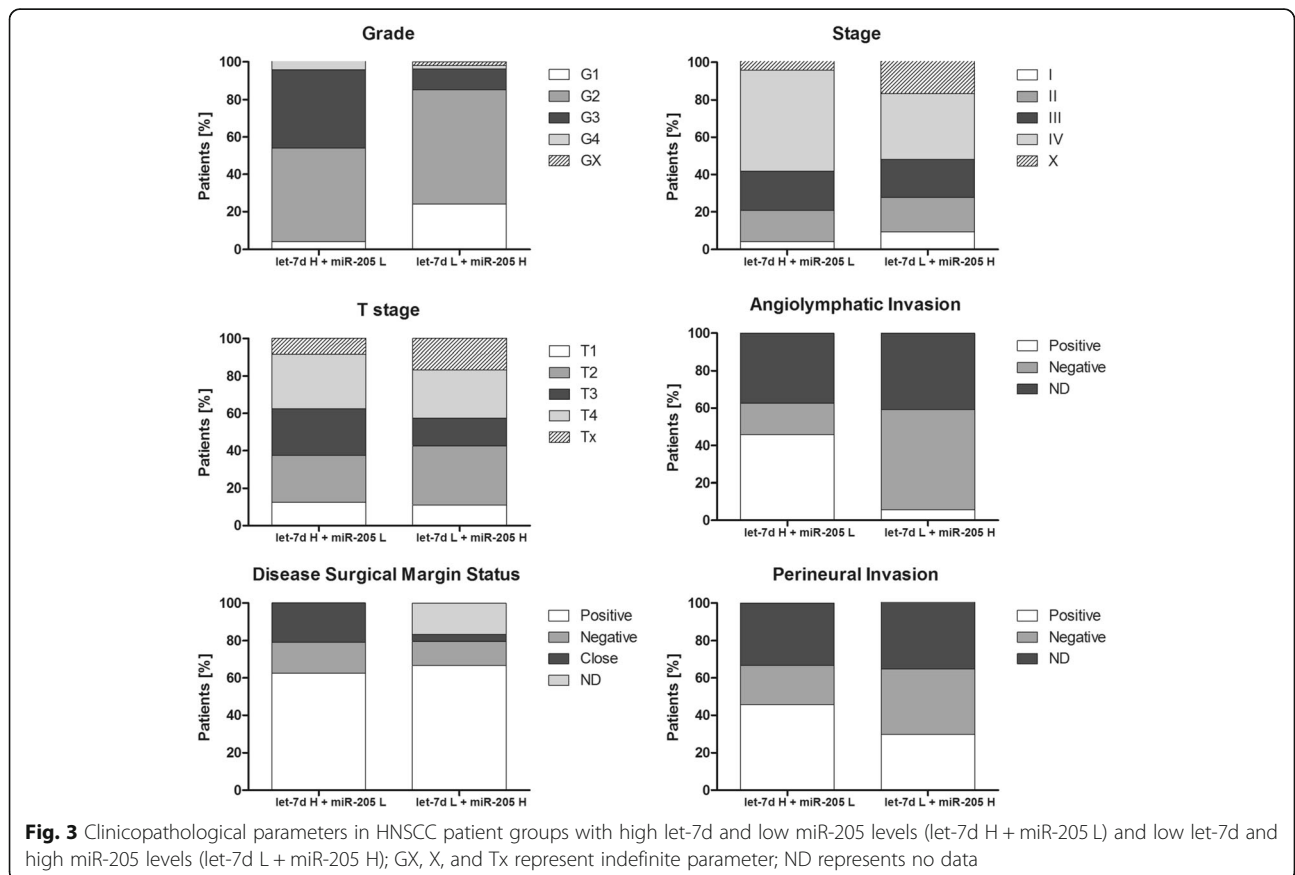 Grade
Patients [%]
100
80
60
40
20
0
let-7d H + miR-205 L
let-7d L + miR-205 H
G1
G2
G3
G4
GX
Stage
Patients [%]
100
80
60
40
20
0
let-7d H + miR-205 L
let-7d L + miR-205 H
I
II
III
IV
X
T stage
Patients [%]
100
80
60
40
20
0
let-7d H + miR-205 L
let-7d L + miR-205 H
T1
T2
T3
T4
Tx
Angiolymphatic Invasion
Patients [%]
100
80
60
40
20
0
let-7d H + miR-205 L
let-7d L + miR-205 H
Positive
Negative
ND
Disease Surgical Margin Status
Patients [%]
100
80
60
40
20
0
let-7d H + miR-205 L
let-7d L + miR-205 H
Positive
Negative
Close
ND
Perineural Invasion
Patients [%]
100
80
60
40
20
0
let-7d H + miR-205 L
let-7d L + miR-205 H
Positive
Negative
ND
Fig. 3 Clinicopathological parameters in HNSCC patient groups with high let-7d and low miR-205 levels (let-7d H + miR-205 L) and low let-7d and
high miR-205 levels (let-7d L + miR-205 H); GX, X, and Tx represent indefinite parameter; ND represents no data